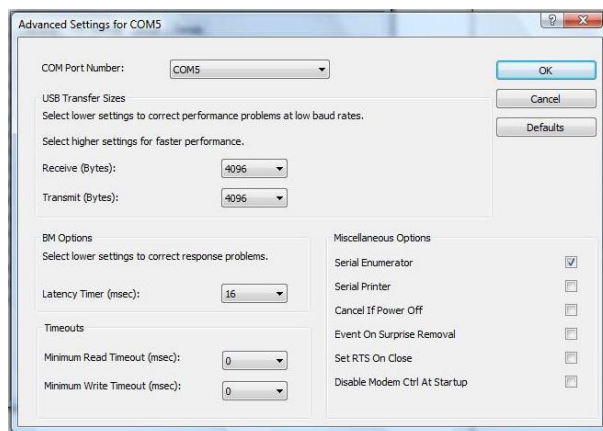 Advanced Settings for COM5
COM Port Number: COM5
OK
USB Transfer Sizes
Cancel
Select lower settings to correct performance problems at low baud rates.
Defaults
Select higher settings for faster performance.
Receive (Bytes): 4096
Transmit (Bytes): 4096
BM Options
Select lower settings to correct response problems.
Latency Timer (msec): 16
Timeouts
Minimum Read Timeout (msec): 0
Minimum Write Timeout (msec): 0
Miscellaneous Options
Serial Enumerator
Serial Printer
Cancel If Power Off
Event On Surprise Removal
Set RTS On Close
Disable Modem Ctrl At Startup